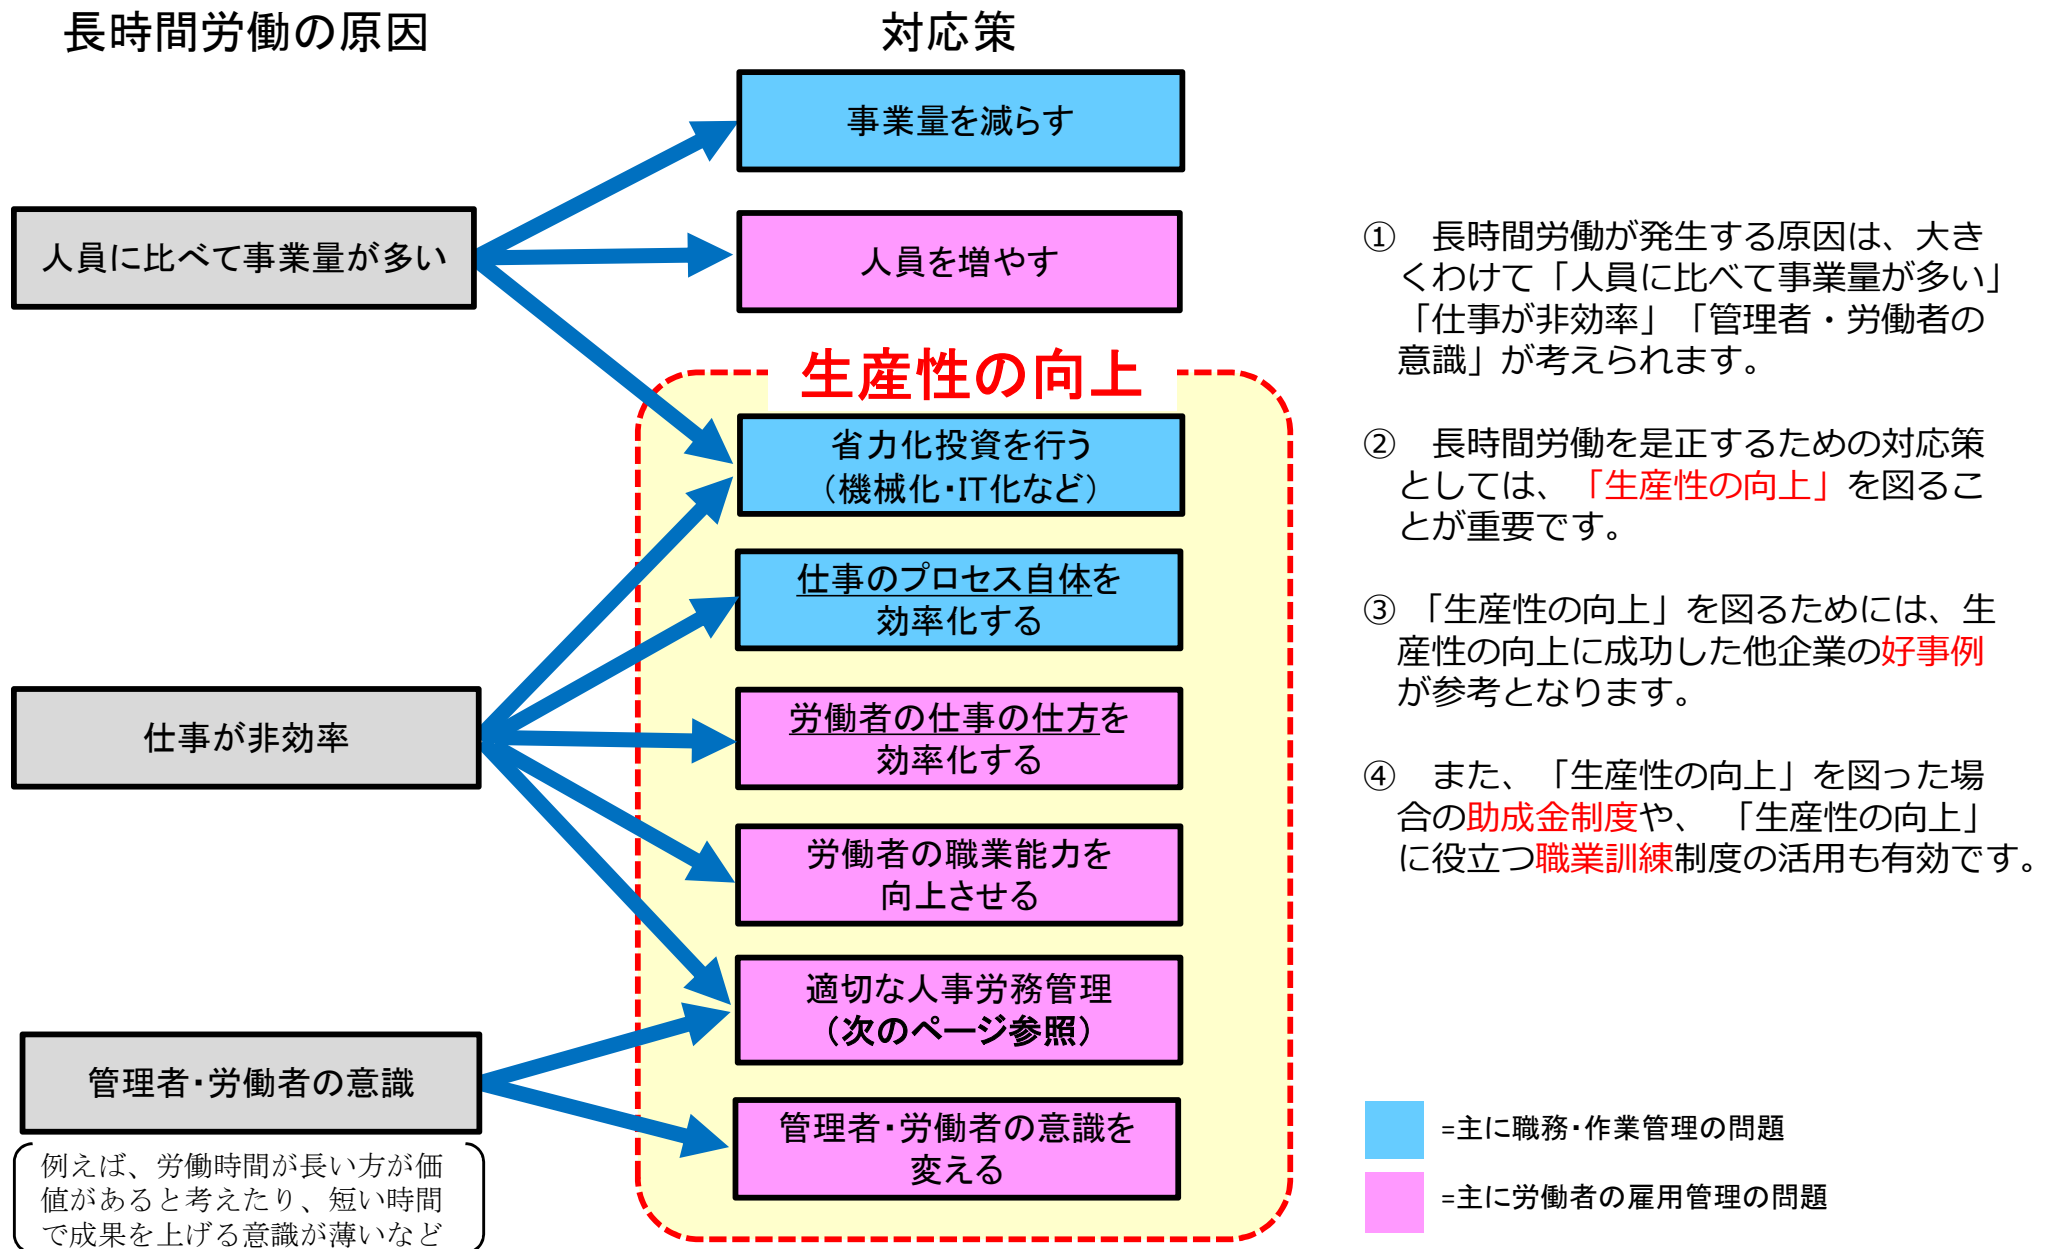 長時間労働の原因
対応策
事業量を減らす
人員に比べて事業量が多い
人員を増やす
生産性の向上
省力化投資を行う
（機械化・IT化など）
仕事のプロセス自体を
効率化する
仕事が非効率
労働者の仕事の仕方を
効率化する
労働者の職業能力を
向上させる
適切な人事労務管理
（次のページ参照）
管理者・労働者の意識
管理者・労働者の意識を
変える
例えば、労働時間が長い方が価
値があると考えたり、短い時間
で成果を上げる意識が薄いなど
①　長時間労働が発生する原因は、大き
くわけて「人員に比べて事業量が多い」
「仕事が非効率」「管理者・労働者の
意識」が考えられます。
②　長時間労働を是正するための対応策
としては、「生産性の向上」を図るこ
とが重要です。
③　「生産性の向上」を図るためには、生
産性の向上に成功した他企業の好事例
が参考となります。
④　また、「生産性の向上」を図った場
合の助成金制度や、「生産性の向上」
に役立つ職業訓練制度の活用も有効です。
=主に職務・作業管理の問題
=主に労働者の雇用管理の問題